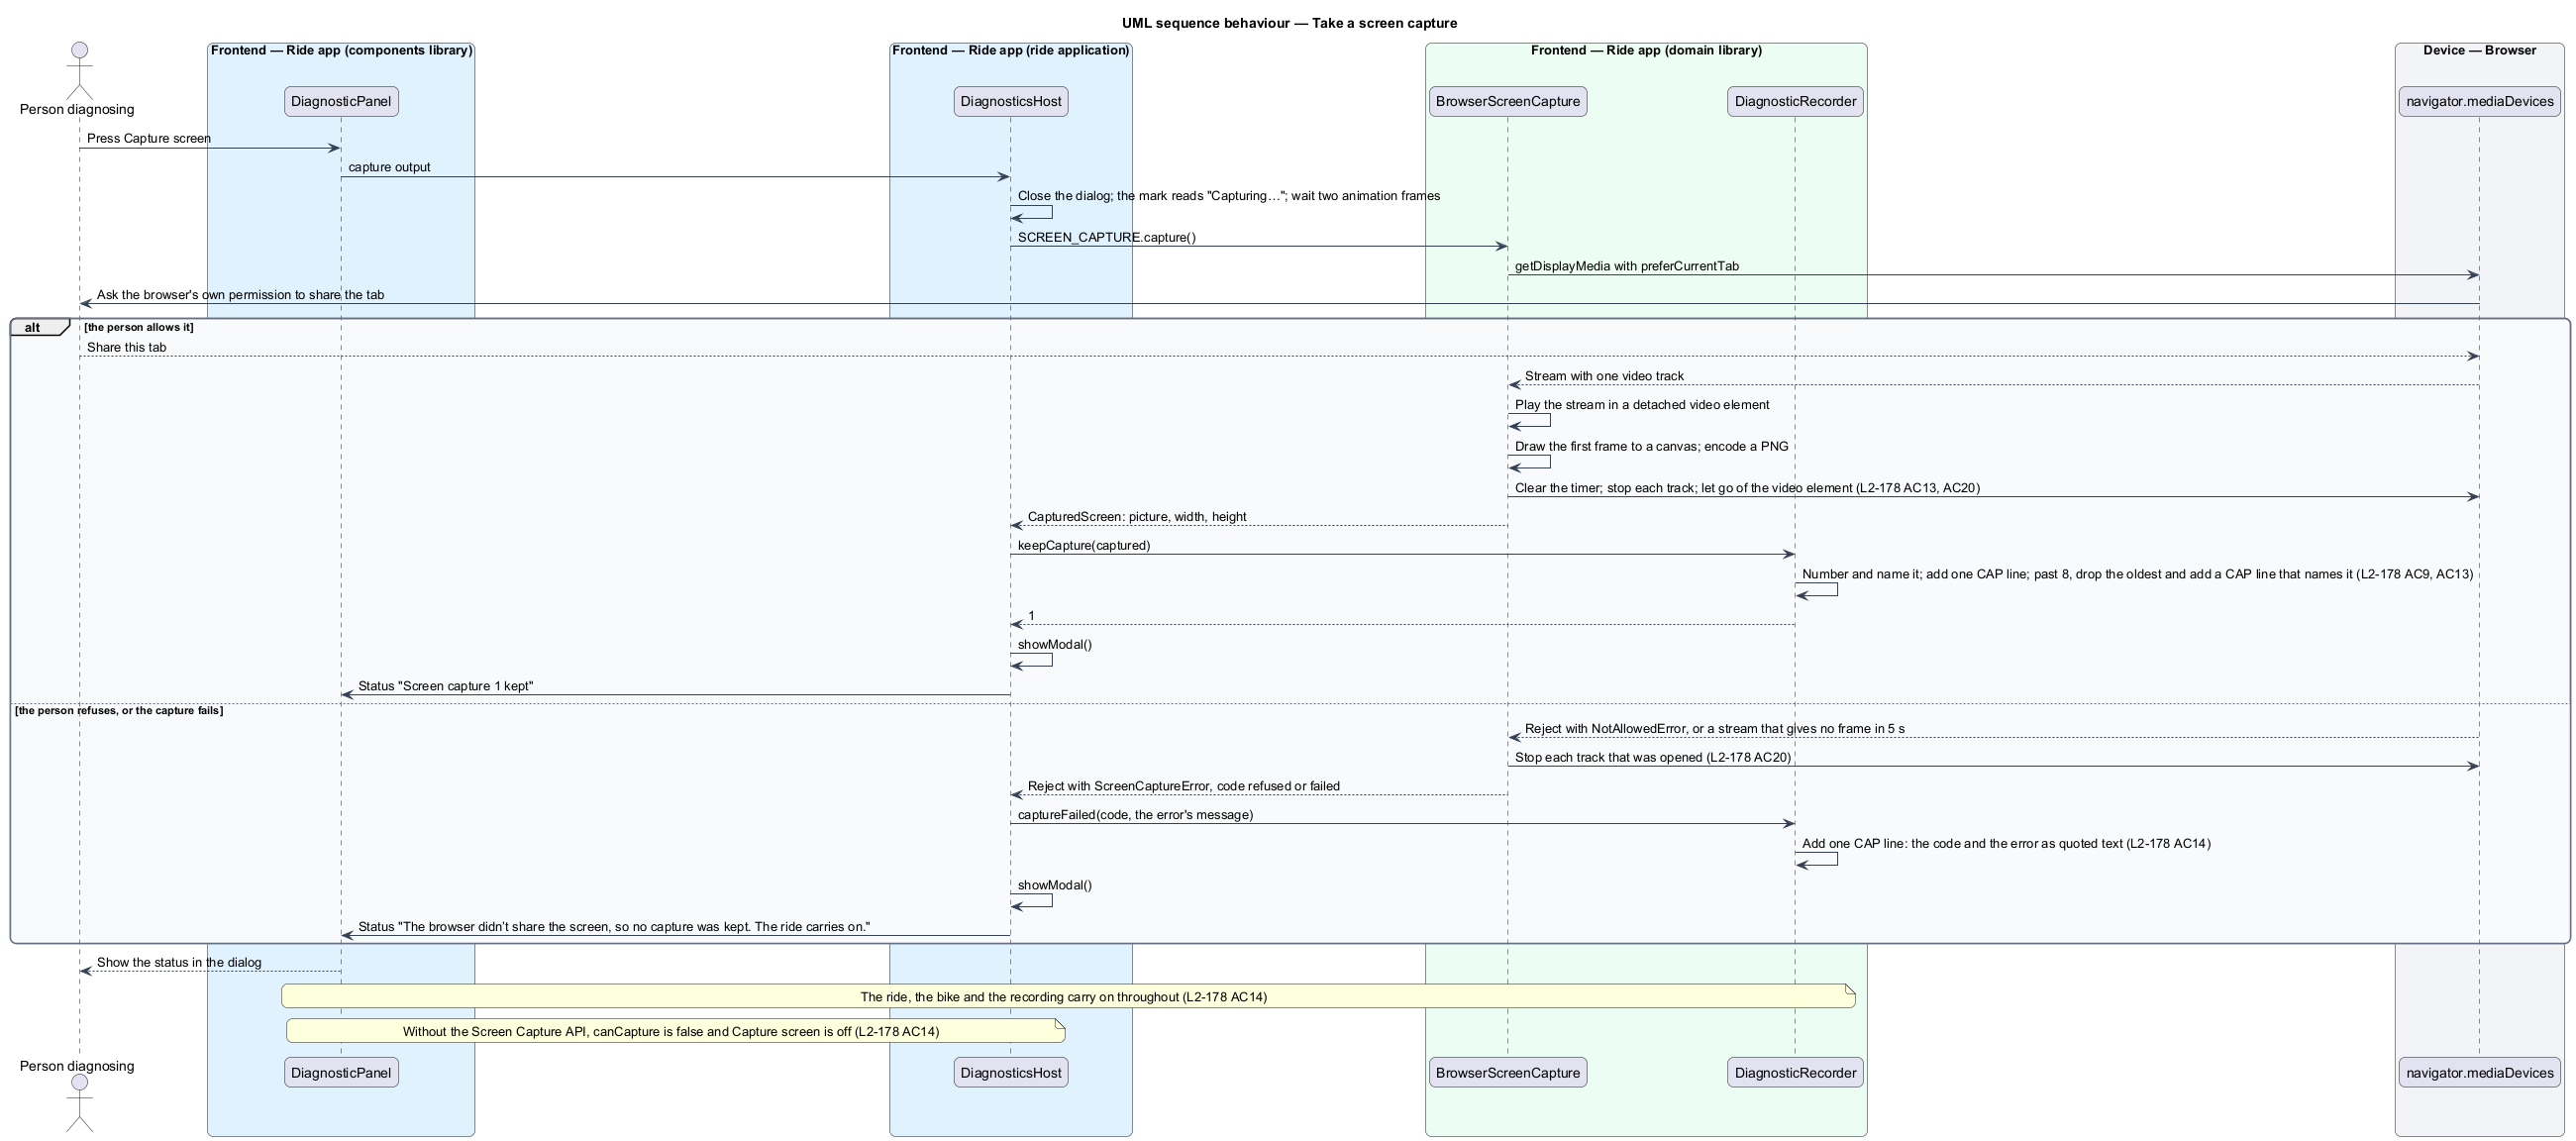 UML sequence behaviour — Take a screen capture
Frontend — Ride app (components library)
Frontend — Ride app (ride application)
Frontend — Ride app (domain library)
Device — Browser
Person diagnosing
DiagnosticPanel
DiagnosticsHost
BrowserScreenCapture
DiagnosticRecorder
navigator.mediaDevices
Press Capture screen
capture output
Close the dialog; the mark reads "Capturing…"; wait two animation frames
SCREEN_CAPTURE.capture()
getDisplayMedia with preferCurrentTab
Ask the browser's own permission to share the tab
alt
[the person allows it]
Share this tab
Stream with one video track
Play the stream in a detached video element
Draw the first frame to a canvas; encode a PNG
Clear the timer; stop each track; let go of the video element (L2-178 AC13, AC20)
CapturedScreen: picture, width, height
keepCapture(captured)
Number and name it; add one CAP line; past 8, drop the oldest and add a CAP line that names it (L2-178 AC9, AC13)
1
showModal()
Status "Screen capture 1 kept"
[the person refuses, or the capture fails]
Reject with NotAllowedError, or a stream that gives no frame in 5 s
Stop each track that was opened (L2-178 AC20)
Reject with ScreenCaptureError, code refused or failed
captureFailed(code, the error's message)
Add one CAP line: the code and the error as quoted text (L2-178 AC14)
showModal()
Status "The browser didn’t share the screen, so no capture was kept. The ride carries on."
Show the status in the dialog
The ride, the bike and the recording carry on throughout (L2-178 AC14)
Without the Screen Capture API, canCapture is false and Capture screen is off (L2-178 AC14)
Person diagnosing
DiagnosticPanel
DiagnosticsHost
BrowserScreenCapture
DiagnosticRecorder
navigator.mediaDevices